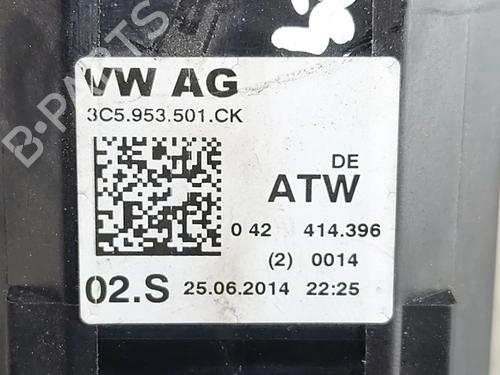 VW AG
3C5.953.501.CK
DE
ATW
0 42 414.396
(2) 0014
02.S 25.06.2014 22:25
B-PARTS